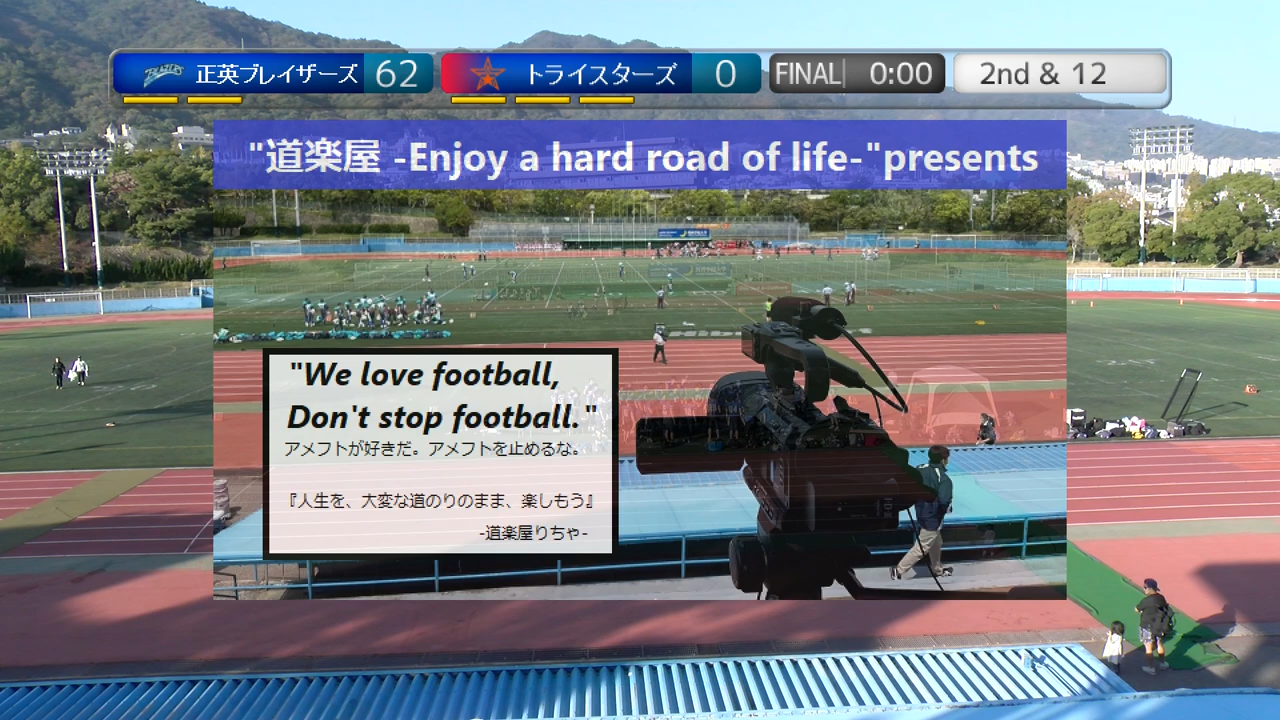 BLAZERS 正英ブレイザーズ 62 トライスターズ 0 FINAL 0:00 2nd & 12
"道楽屋 -Enjoy a hard road of life-"presents
"We love football,
Don't stop football."
アメフトが好きだ。アメフトを止めるな。
『人生を、大変な道のりのまま、楽しもう』
-道楽屋りちゃ-